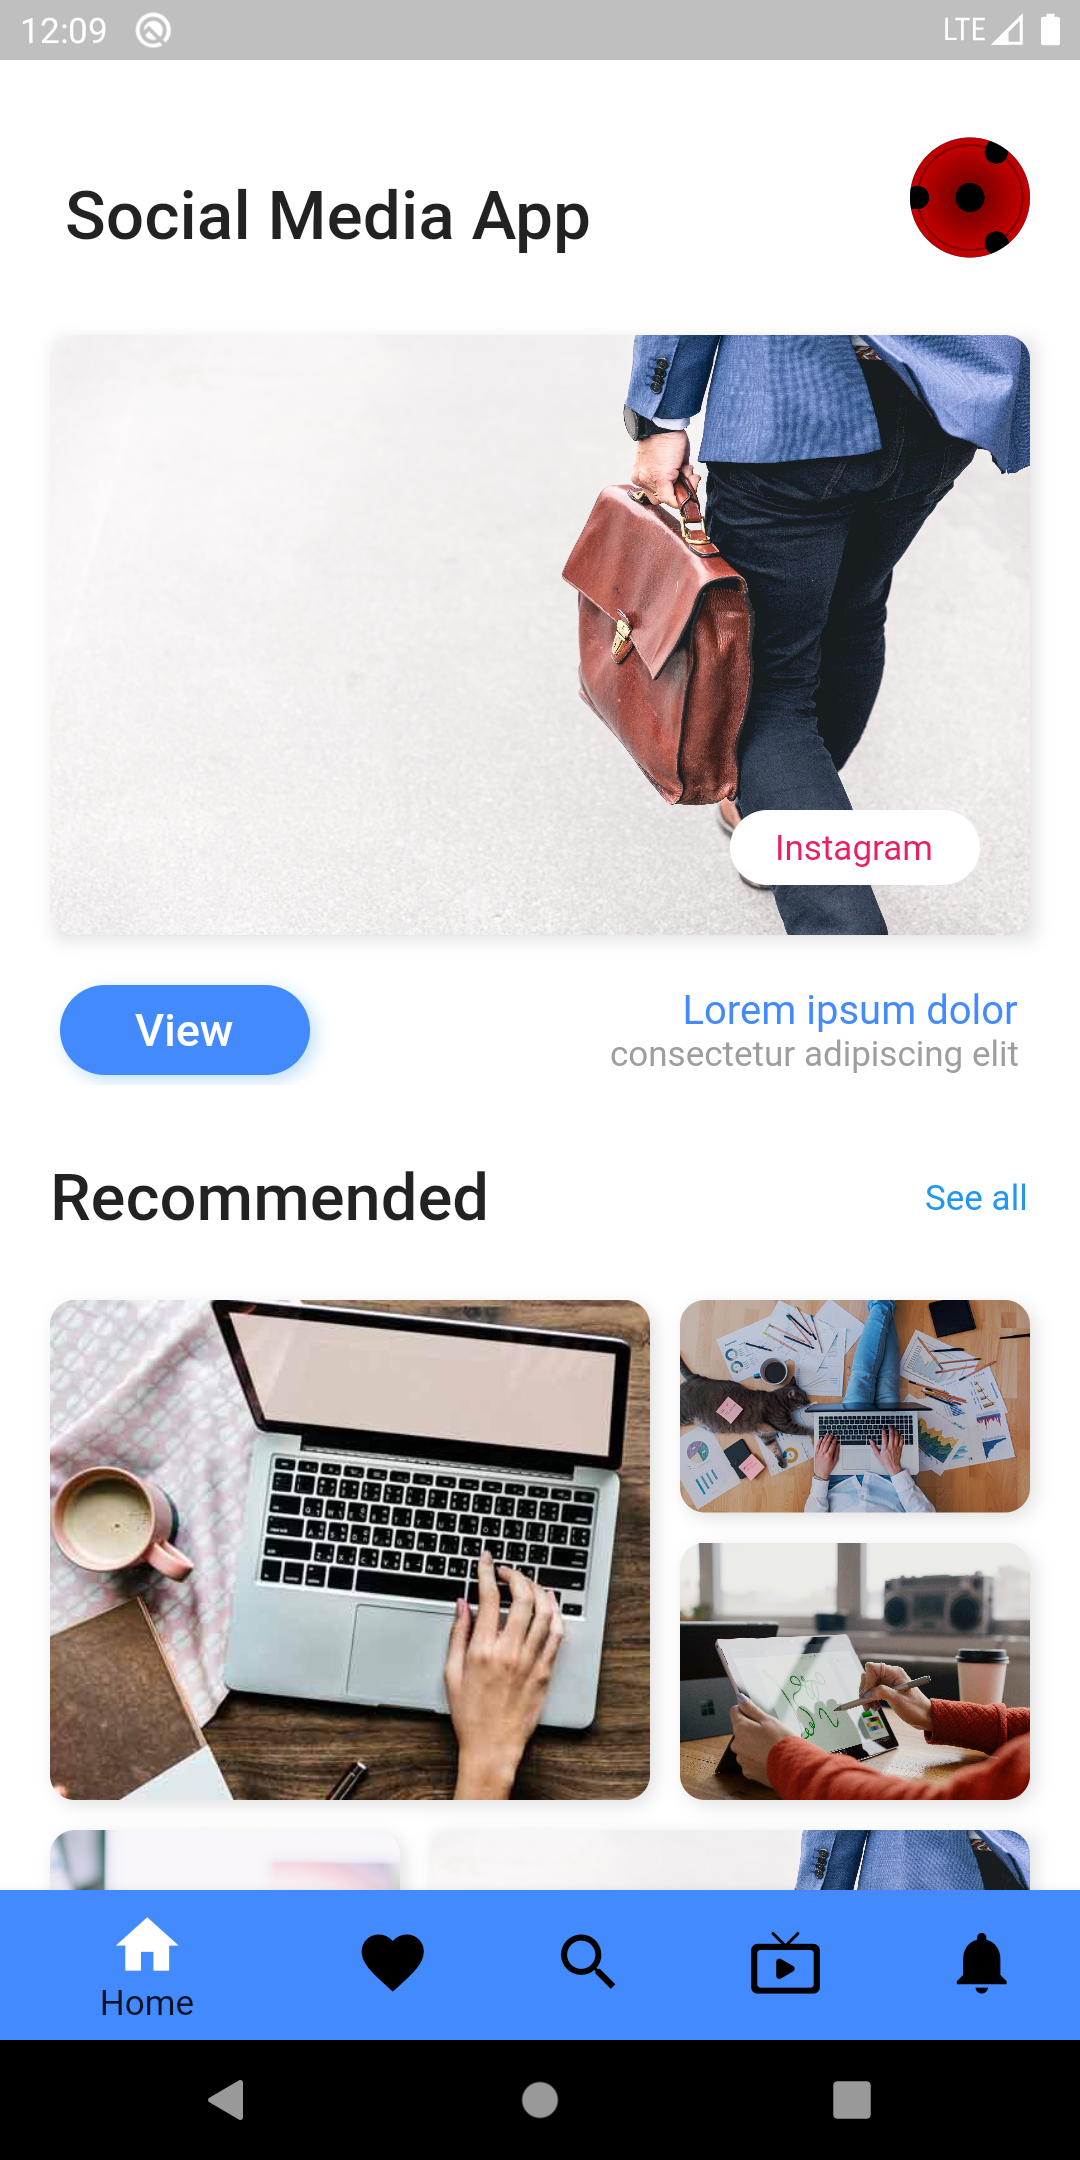 12:09
LTE
Social Media App
Instagram
View
Lorem ipsum dolor
consectetur adipiscing elit
Recommended
See all
Home